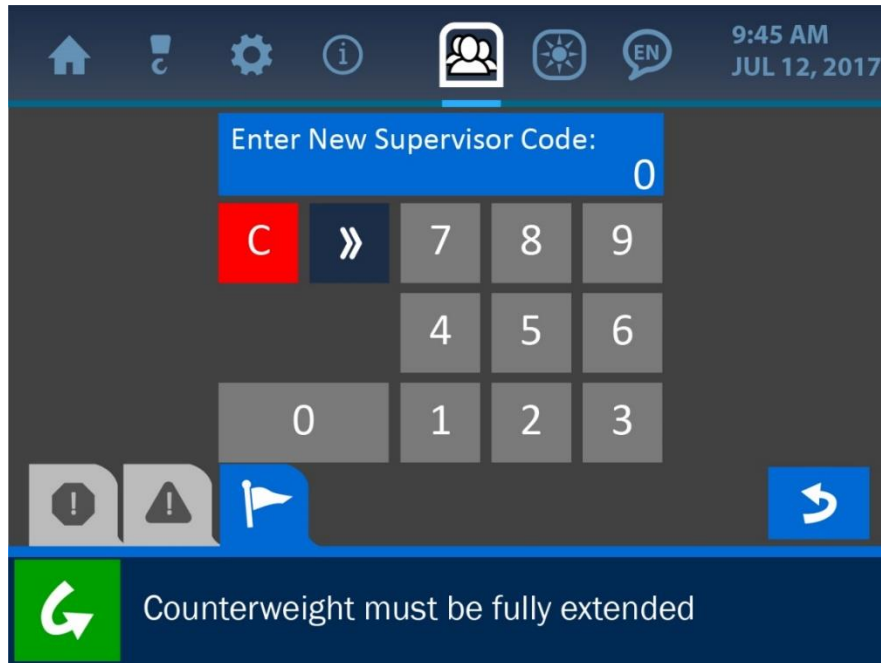 EN
9:45 AM
JUL 12, 2017
Enter New Supervisor Code:
0
C » 7 8 9
4 5 6
0 1 2 3
Counterweight must be fully extended